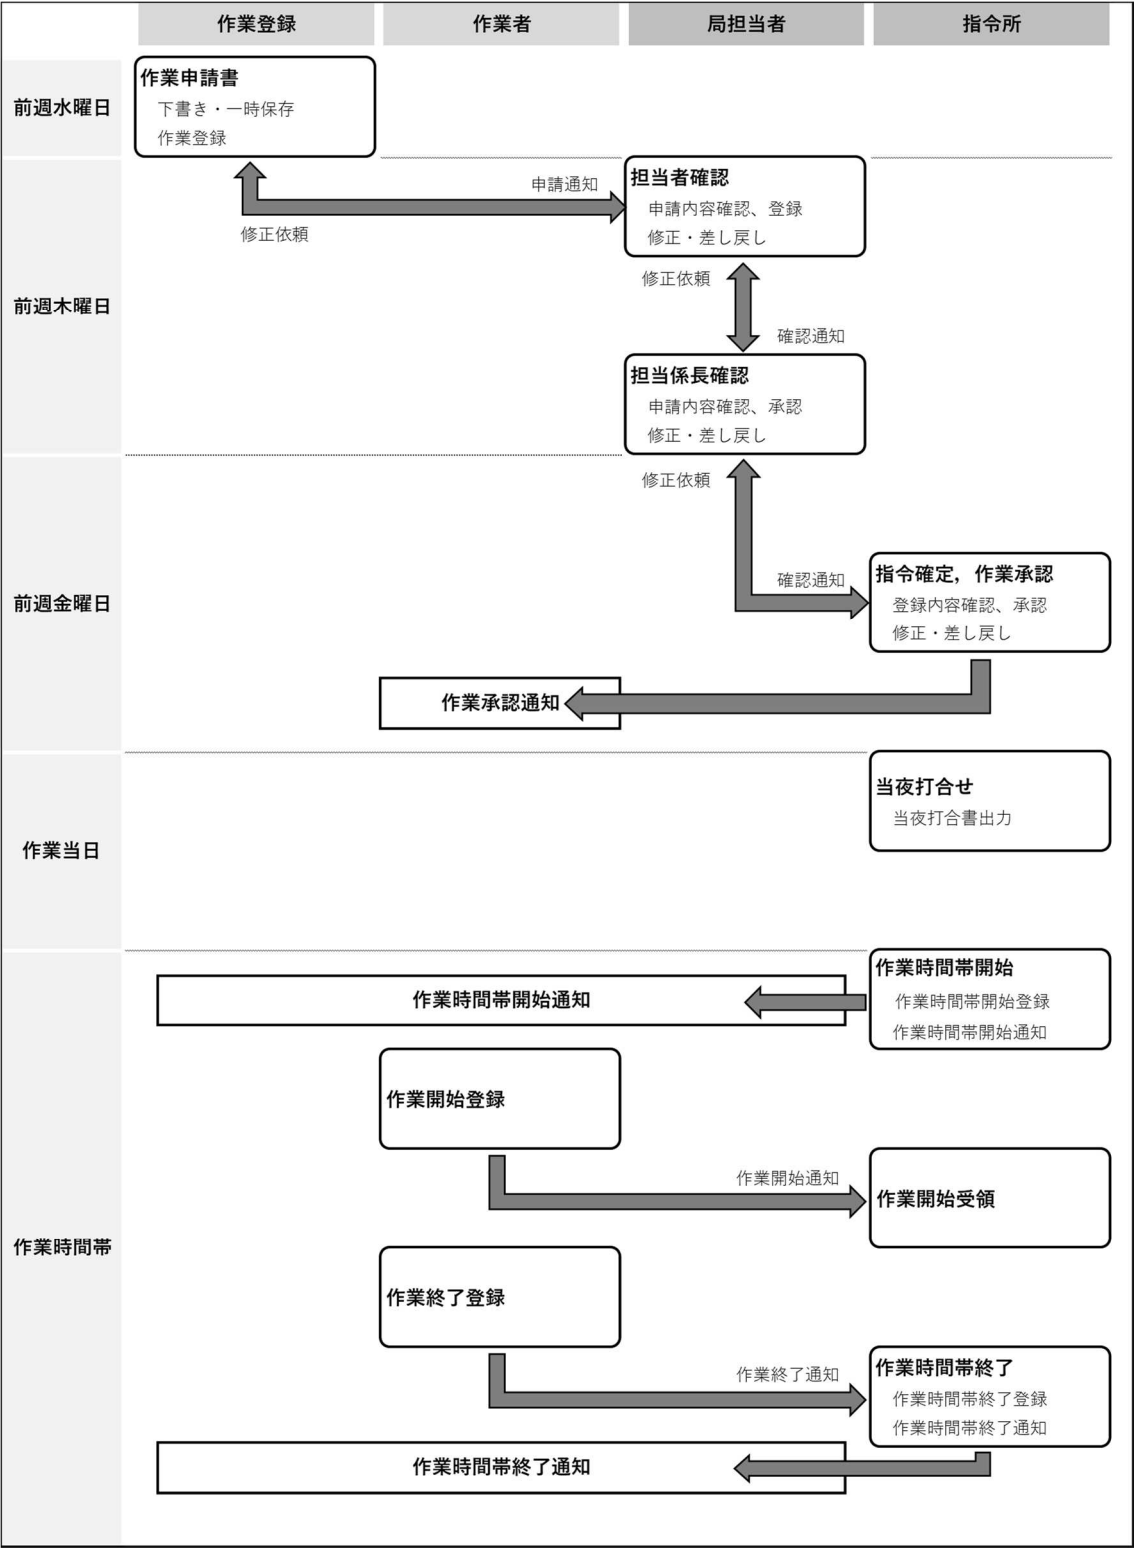 作業登録
作業者
局担当者
指令所
前週水曜日
作業申請書
下書き・一時保存
作業登録
前週木曜日
申請通知
修正依頼
担当者確認
申請内容確認、登録
修正・差し戻し
修正依頼
確認通知
担当係長確認
申請内容確認、承認
修正・差し戻し
前週金曜日
修正依頼
確認通知
指令確定，作業承認
登録内容確認、承認
修正・差し戻し
作業承認通知
作業当日
当夜打合せ
当夜打合書出力
作業時間帯
作業時間帯開始
作業時間帯開始登録
作業時間帯開始通知
作業時間帯開始通知
作業開始登録
作業開始通知
作業開始受領
作業終了登録
作業終了通知
作業時間帯終了
作業時間帯終了登録
作業時間帯終了通知
作業時間帯終了通知